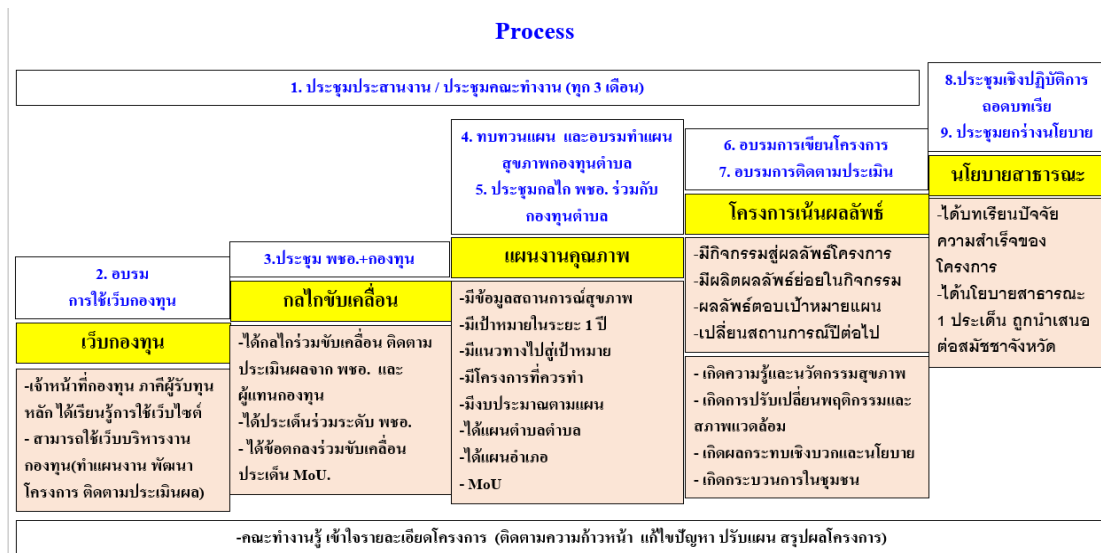 Process
1. ประชุมประสานงาน / ประชุมคณะทำงาน (ทุก 3 เดือน)
8.ประชุมเชิงปฏิบัติการ
ถอดบทเรีย
9. ประชุมยกร่างนโยบาย
4. ทบทวนแผน และอบรมทำแผน
สุขภาพกองทุนตำบล
5. ประชุมกลไก พชอ. ร่วมกับ
กองทุนตำบล
6. อบรมการเขียนโครงการ
7. อบรมการติดตามประเมิน
นโยบายสาธารณะ
-ได้บทเรียนปัจจัย
ความสำเร็จของ
โครงการ
-ได้นโยบายสาธารณะ
1 ประเด็น ถูกนำเสนอ
ต่อสมัชชาจังหวัด
โครงการเน้นผลลัพธ์
-มีกิจกรรมสู่ผลลัพธ์โครงการ
-มีผลิตผลลัพธ์ย่อยในกิจกรรม
-ผลลัพธ์ตอบเป้าหมายแผน
-เปลี่ยนสถานการณ์ปีต่อไป
- เกิดความรู้และนวัตกรรมสุขภาพ
-เกิดการปรับเปลี่ยนพฤติกรรมและ
สภาพแวดล้อม
- เกิดผลกระทบเชิงบวกและนโยบาย
-เกิดกระบวนการในชุมชน
แผนงานคุณภาพ
-มีข้อมูลสถานการณ์สุขภาพ
-มีเป้าหมายในระยะ 1 ปี
-มีแนวทางไปสู่เป้าหมาย
-มีโครงการที่ควรทำ
-มีงบประมาณตามแผน
-ได้แผนตำบลตำบล
-ได้แผนอำเภอ
- MoU
3.ประชุม พชอ.+กองทุน
กลไกขับเคลื่อน
-ได้กลไกร่วมขับเคลื่อน ติดตาม
ประเมินผลจาก พชอ. และ
ผู้แทนกองทุน
-ได้ประเด็นร่วมระดับ พชอ.
- ได้ข้อตกลงร่วมขับเคลื่อน
ประเด็น MoU.
2. อบรม
การใช้เว็บกองทุน
เว็บกองทุน
-เจ้าหน้าที่กองทุน ภาคีผู้รับทุน
หลัก ได้เรียนรู้การใช้เว็บไซต์
- สามารถใช้เว็บบริหารงาน
กองทุน(ทำแผนงาน พัฒนา
โครงการ ติดตามประเมินผล)
-คณะทำงานรู้ เข้าใจรายละเอียดโครงการ (ติดตามความก้าวหน้า แก้ไขปัญหา ปรับแผน สรุปผลโครงการ)